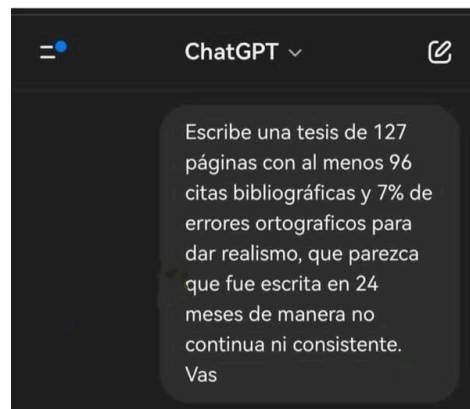 ChatGPT
Escribe una tesis de 127
páginas con al menos 96
citas bibliográficas y 7% de
errores ortograficos para
dar realismo, que parezca
que fue escrita en 24
meses de manera no
continua ni consistente.
Vas